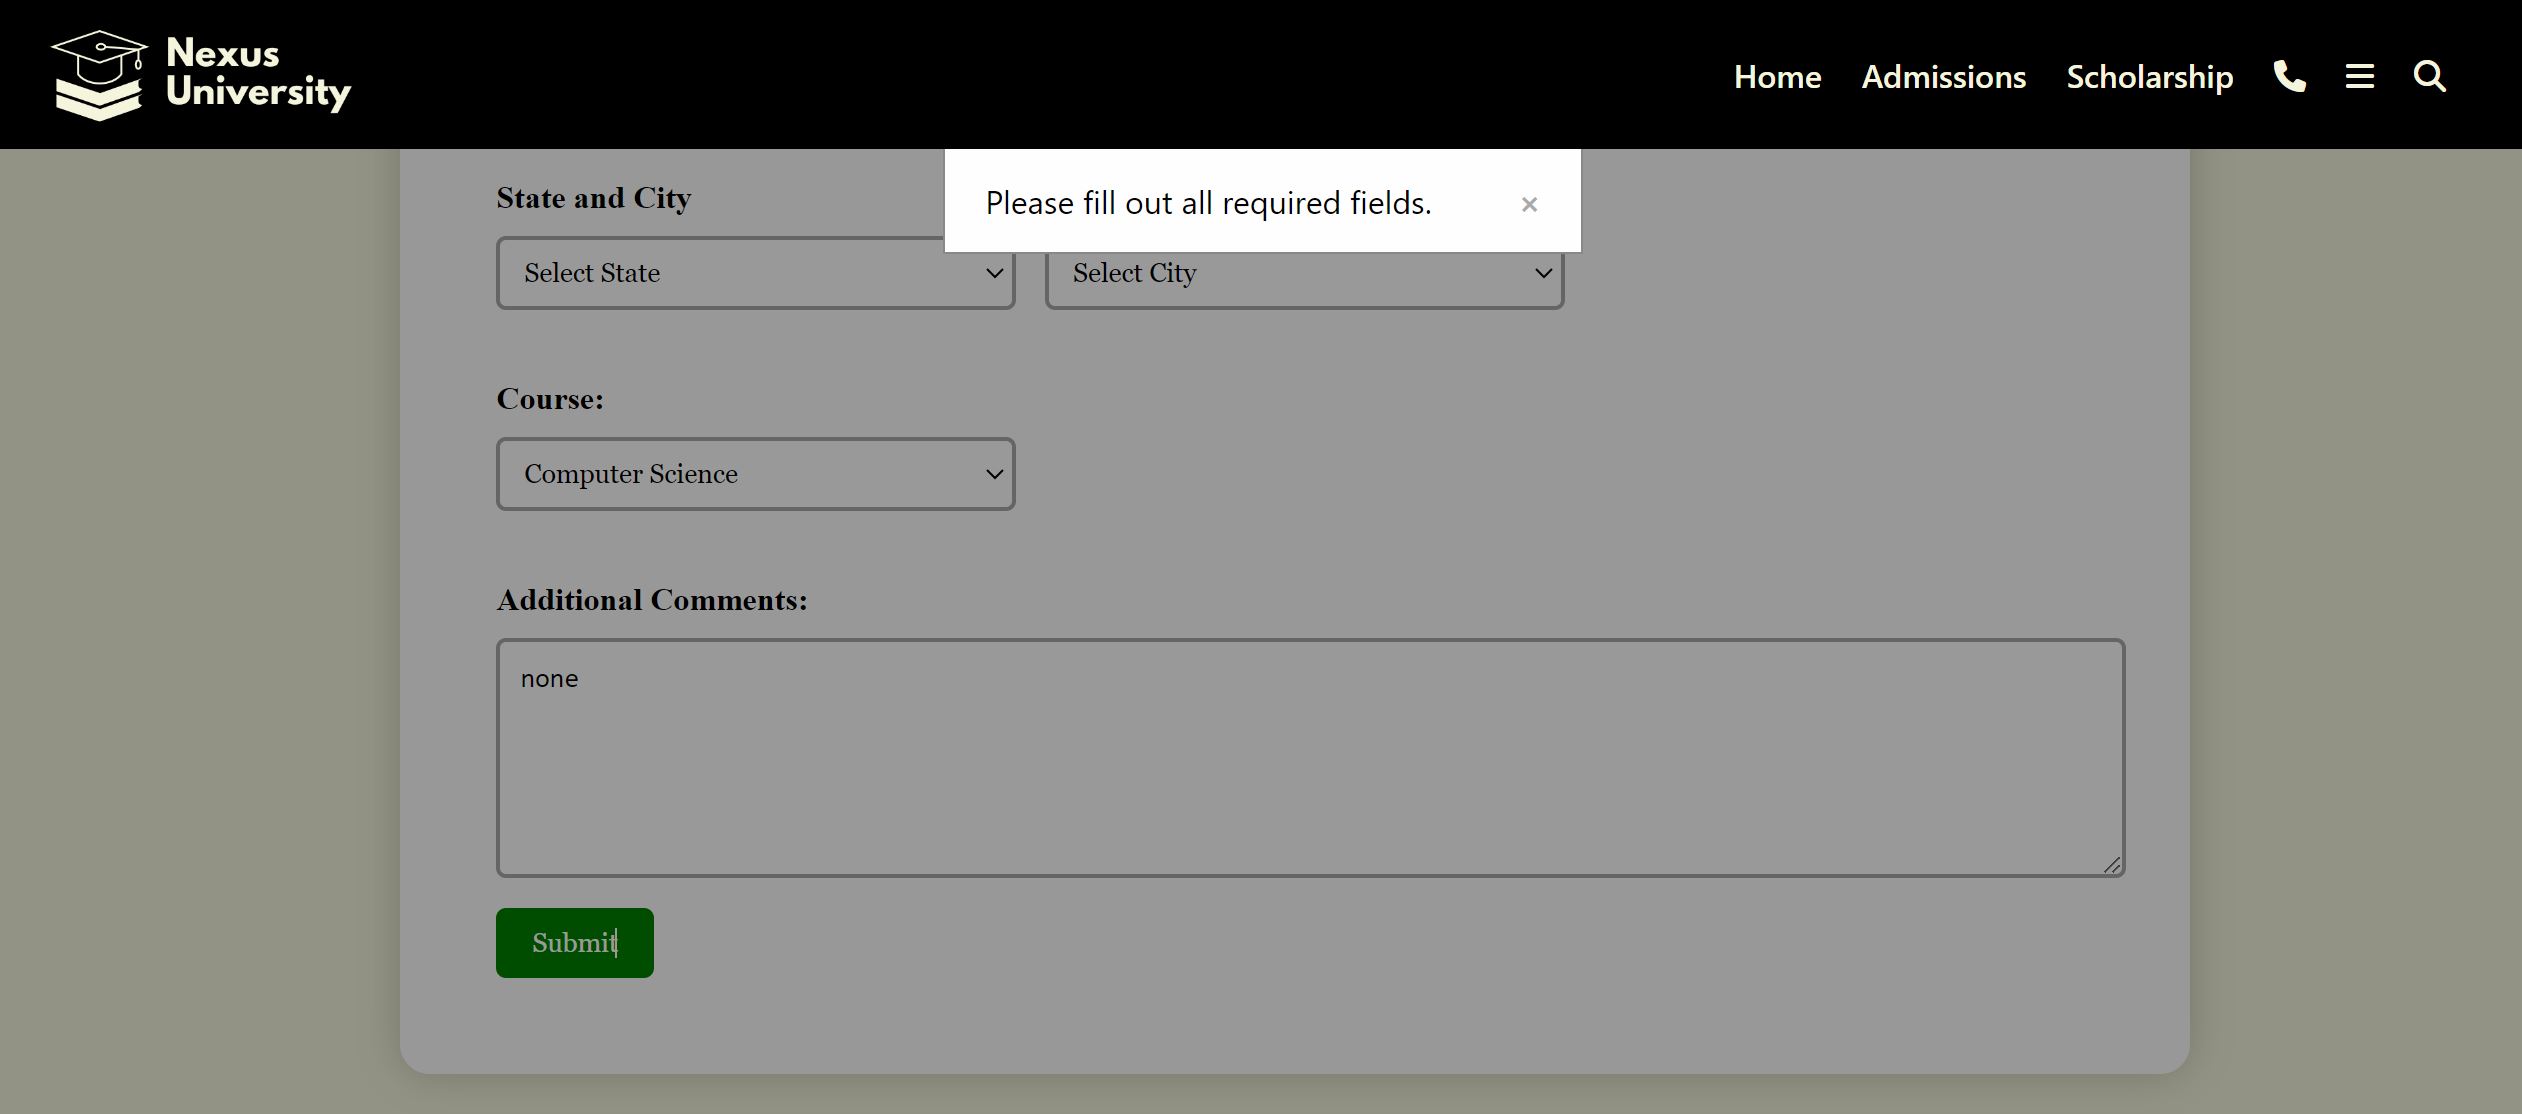 Nexus
University
Home Admissions Scholarship
Please fill out all required fields. ×
State and City
Select State Select City
Course:
Computer Science
Additional Comments:
none
Submit